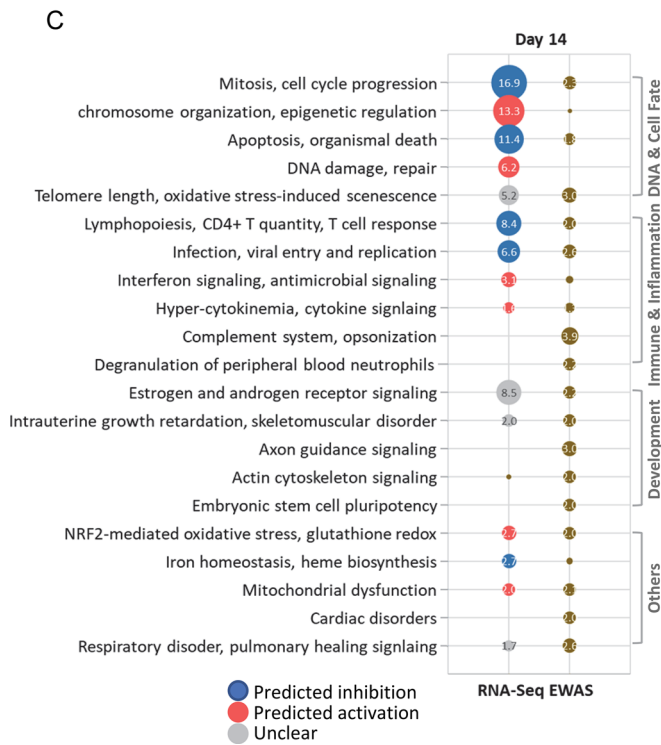 C
Day 14
Mitosis, cell cycle progression 16.9
chromosome organization, epigenetic regulation 13.3
Apoptosis, organismal death 11.4
DNA damage, repair 6.2
Telomere length, oxidative stress-induced scenescence 5.2 3.0
Lymphopoiesis, CD4+ T quantity, T cell response 8.4 2.0
Infection, viral entry and replication 6.6 2.6
Interferon signaling, antimicrobial signaling 3.1
Hyper-cytokinemia, cytokine signlaing
Complement system, opsonization 3.9
Degranulation of peripheral blood neutrophils
Estrogen and androgen receptor signaling 8.5
Intrauterine growth retardation, skeletomuscular disorder 2.0 2.0
Axon guidance signaling 3.0
Actin cytoskeleton signaling 2.0
Embryonic stem cell pluripotency 2.0
NRF2-mediated oxidative stress, glutathione redox 2.7 2.0
Iron homeostasis, heme biosynthesis 2.7
Mitochondrial dysfunction 2.0
Cardiac disorders 2.0
Respiratory disoder, pulmonary healing signlaing 1.7 2.6
DNA & Cell Fate
Immune & Inflammation
Development
Others
RNA-Seq EWAS
Predicted inhibition
Predicted activation
Unclear